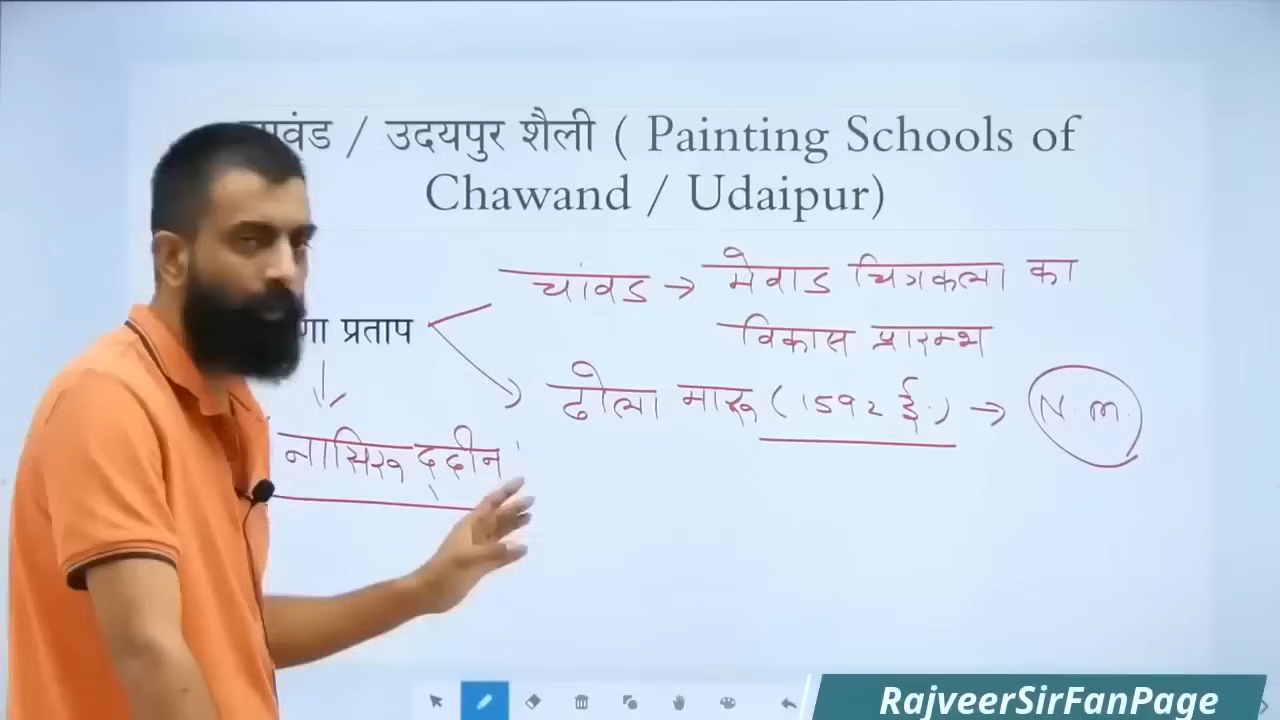 / उदयपुर शैली ( Painting Schools of
Chawand / Udaipur)
चांवड → मेवाड चित्रकला का
विकास प्रारम्भ
प्रताप
ढोला मारू (1592 ई.) → N.M.
नासिरूद्दीन
RajveerSirFanPage